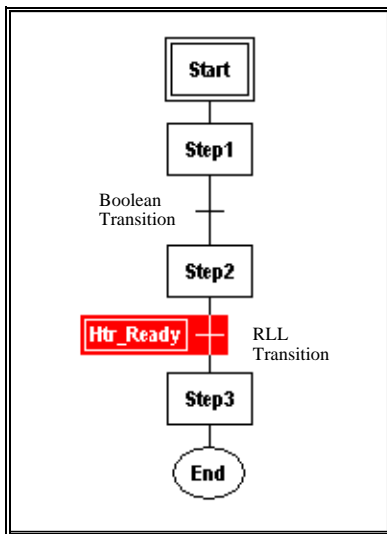 Start
Step1
Boolean
Transition
Step2
Htr_Ready
RLL
Transition
Step3
End